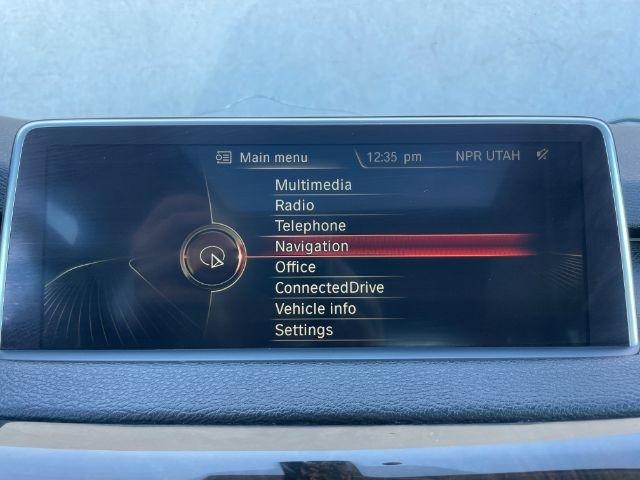 Main menu 12:35 pm NPR UTAH
Multimedia
Radio
Telephone
Navigation
Office
ConnectedDrive
Vehicle info
Settings